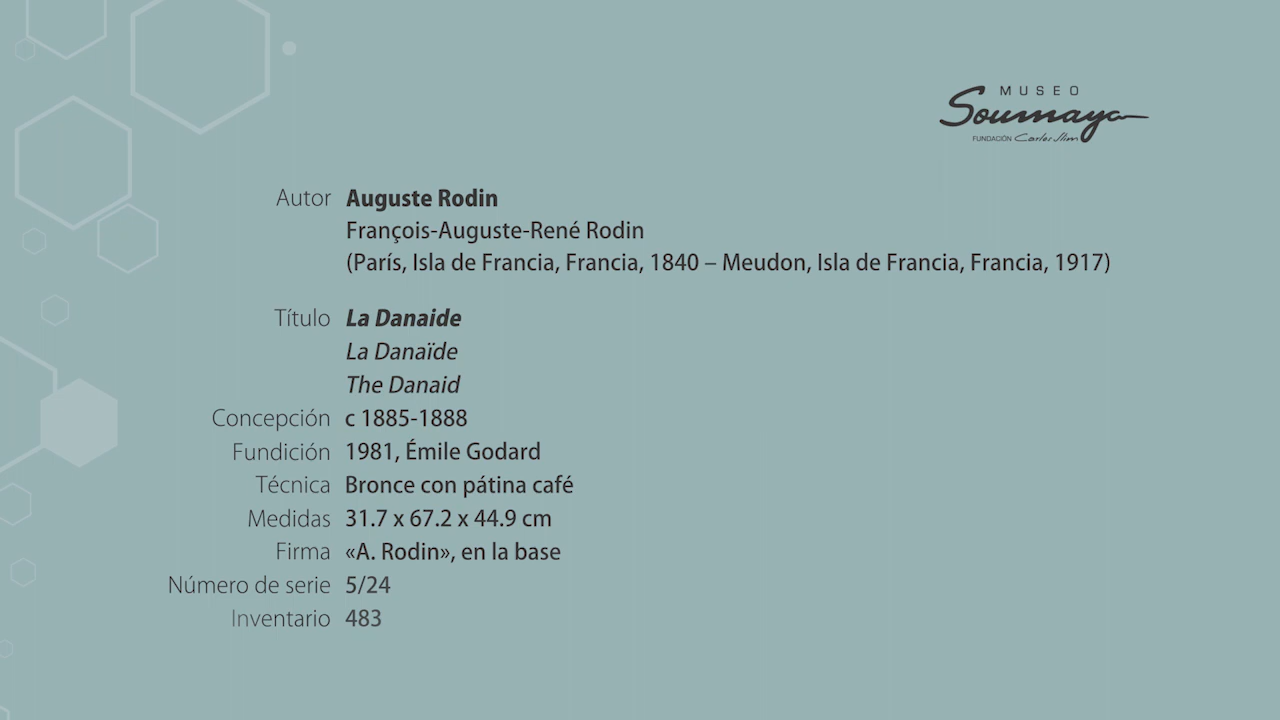 MUSEO
Soumaya
FUNDACIÓN Carlos Slim
Autor Auguste Rodin
François-Auguste-René Rodin
(París, Isla de Francia, Francia, 1840 – Meudon, Isla de Francia, Francia, 1917)
Título La Danaide
La Danaïde
The Danaid
Concepción c 1885-1888
Fundición 1981, Émile Godard
Técnica Bronce con pátina café
Medidas 31.7 x 67.2 x 44.9 cm
Firma «A. Rodin», en la base
Número de serie 5/24
Inventario 483